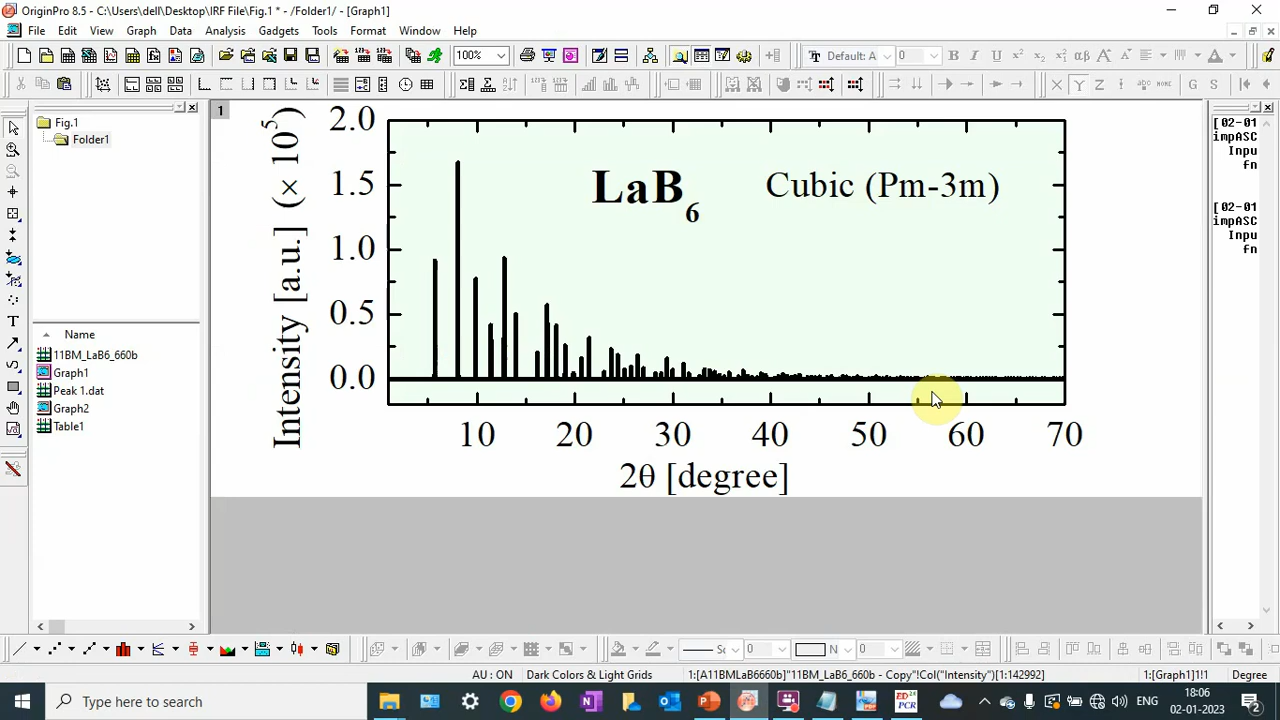 OriginPro 8.5 - C:\Users\dell\Desktop\IRF File\Fig.1 * - /Folder1/ - [Graph1]
File Edit View Graph Data Analysis Gadgets Tools Format Window Help
100% Default: A 0 B I U
X Y Z ABC NONE G S
Fig.1
Folder1
Name
11BM_LaB6_660b
Graph1
Peak 1.dat
Graph2
Table1
1
Intensity [a.u.] (× 10⁵)
2.0
1.5
1.0
0.5
0.0
LaB₆ Cubic (Pm-3m)
10 20 30 40 50 60 70
2θ [degree]
[02-01
impASC
Inpu
fn
[02-01
impASC
Inpu
fn
0 N 0
AU : ON Dark Colors & Light Grids 1:[A11BMLaB6660b]"11BM_LaB6_660b - Copy"!Col("Intensity")[1:142992] 1:[Graph1]1!1 Degree
Type here to search
ENG
18:06
02-01-2023
2